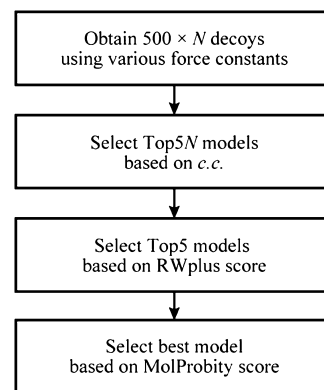 Obtain 500 × N decoys
using various force constants
Select Top5N models
based on c.c.
Select Top5 models
based on RWplus score
Select best model
based on MolProbity score